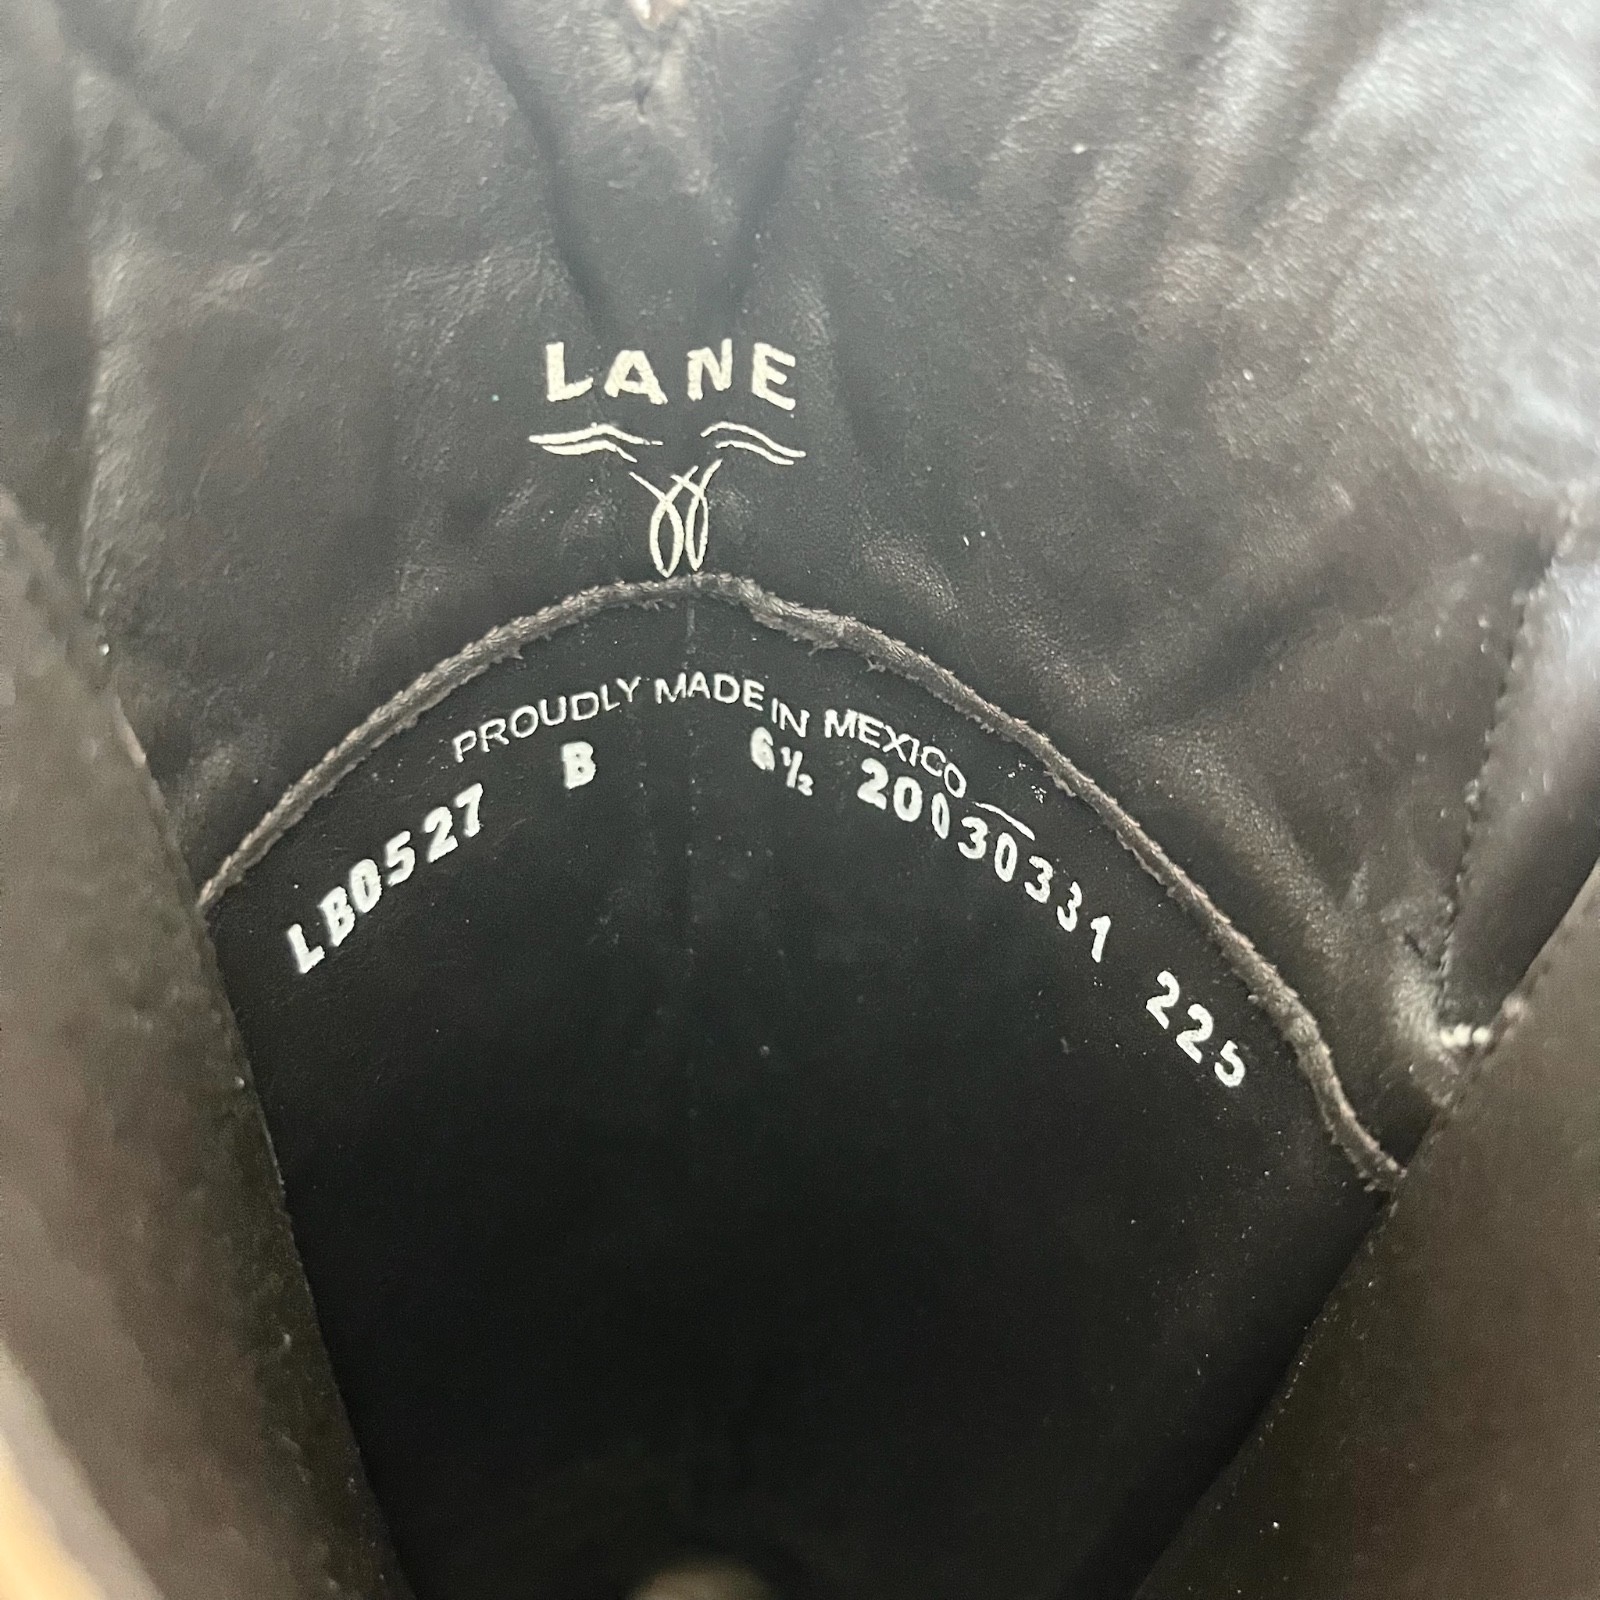 LANE
PROUDLY MADE IN MEXICO
LB0527 B 6½ 20030331 225